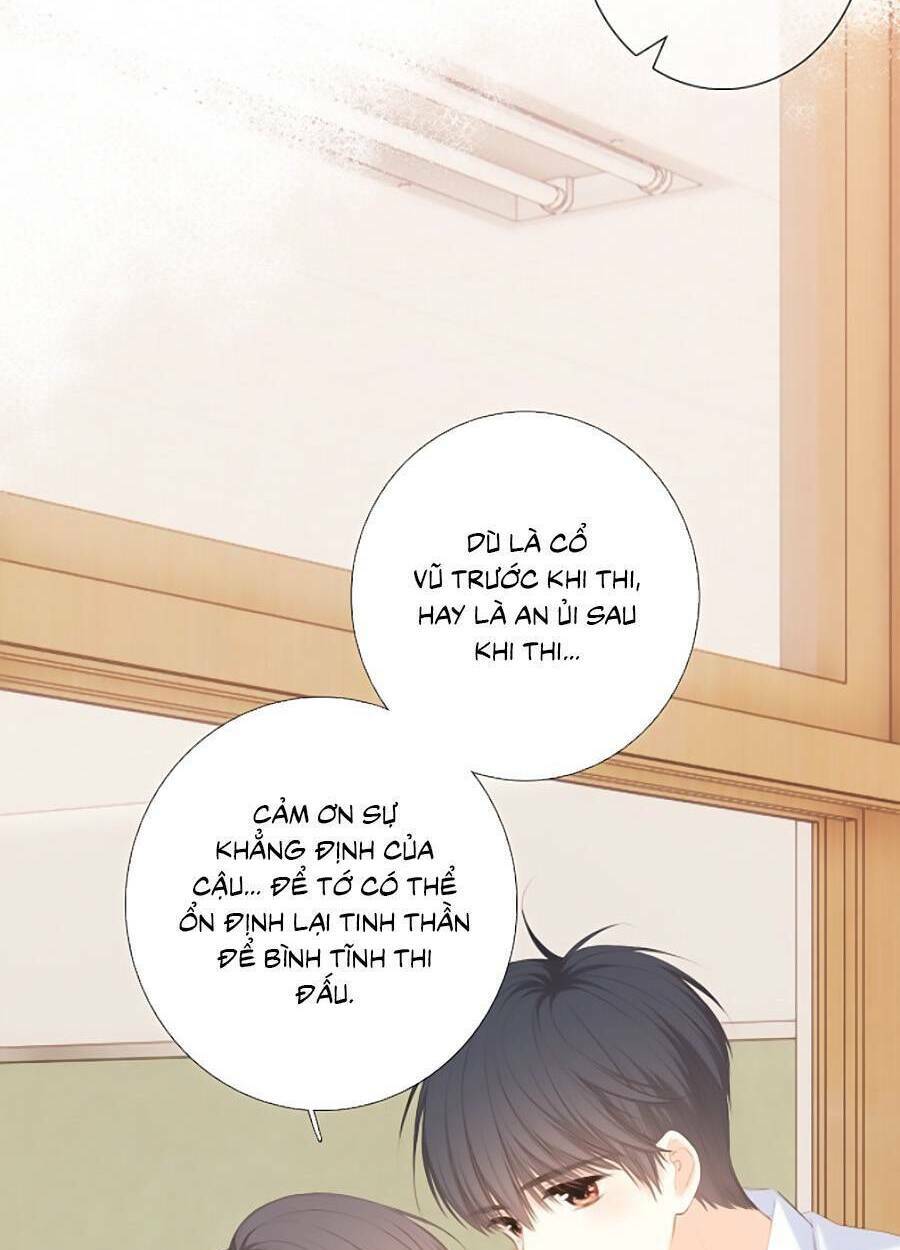 DÙ LÀ CỔ
VŨ TRƯỚC KHI THI,
HAY LÀ AN ỦI SAU
KHI THI...
CẢM ƠN SỰ
KHẲNG ĐỊNH CỦA
CẬU... ĐỂ TỚ CÓ THỂ
ỔN ĐỊNH LẠI TINH THẦN
ĐỂ BÌNH TĨNH THI
ĐẤU.